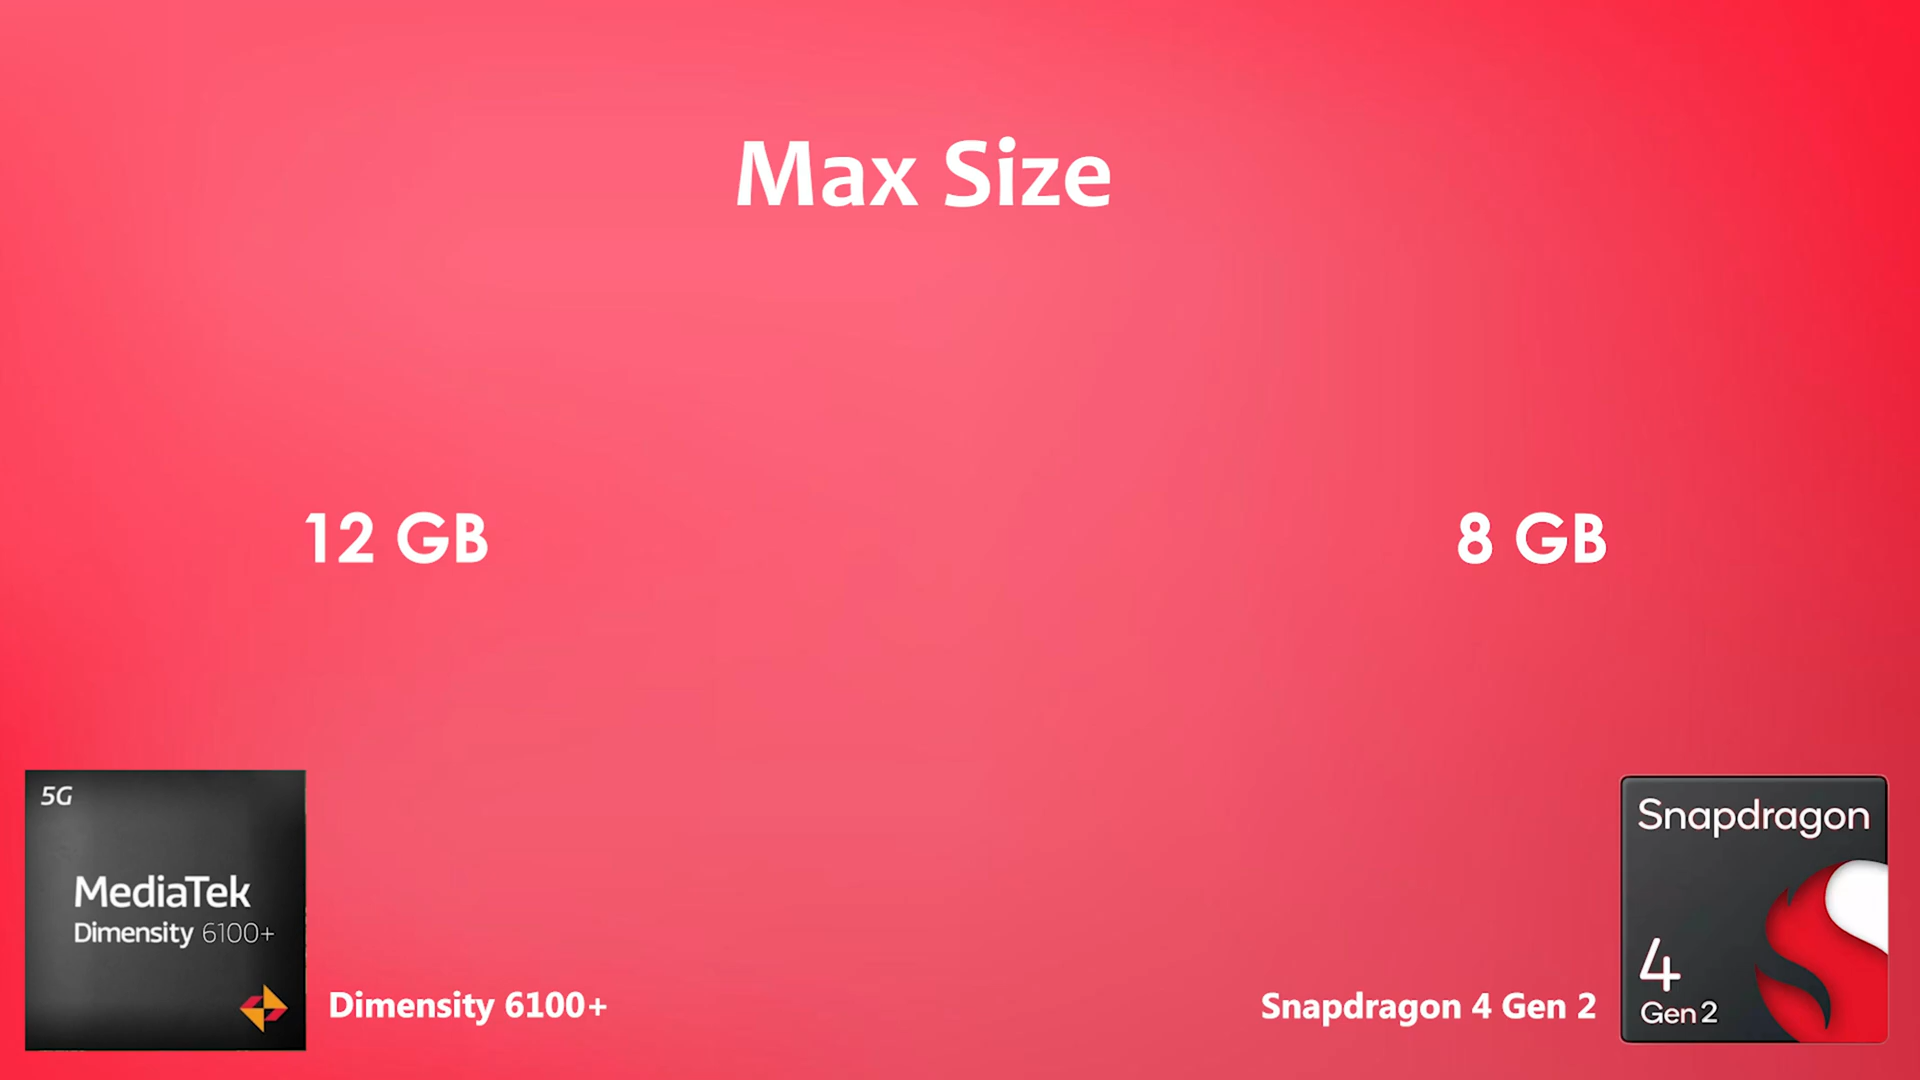 Max Size
12 GB
8 GB
5G
MediaTek
Dimensity 6100+
Dimensity 6100+
Snapdragon 4 Gen 2
Snapdragon
4
Gen 2